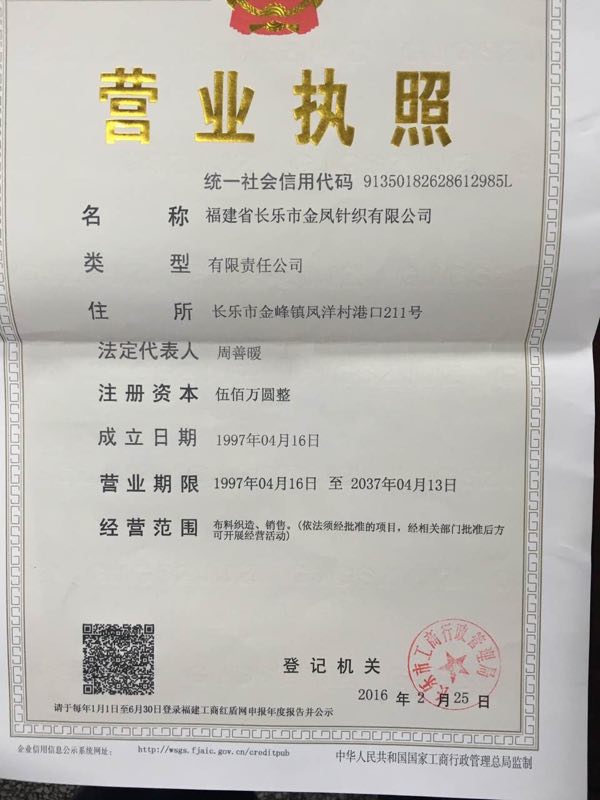 营业执照
统一社会信用代码 91350182628612985L
名称 福建省长乐市金凤针织有限公司
类型 有限责任公司
住所 长乐市金峰镇凤洋村港口211号
法定代表人 周善暖
注册资本 伍佰万圆整
成立日期 1997年04月16日
营业期限 1997年04月16日 至 2037年04月13日
经营范围 布料织造、销售。(依法须经批准的项目,经相关部门批准后方
可开展经营活动)
长乐市工商行政管理局
登记机关
2016 年 2 月 25 日
请于每年1月1日至6月30日登录福建工商红盾网申报年度报告并公示
企业信用信息公示系统网址: http://wsgs.fjaic.gov.cn/creditpub
中华人民共和国国家工商行政管理总局监制